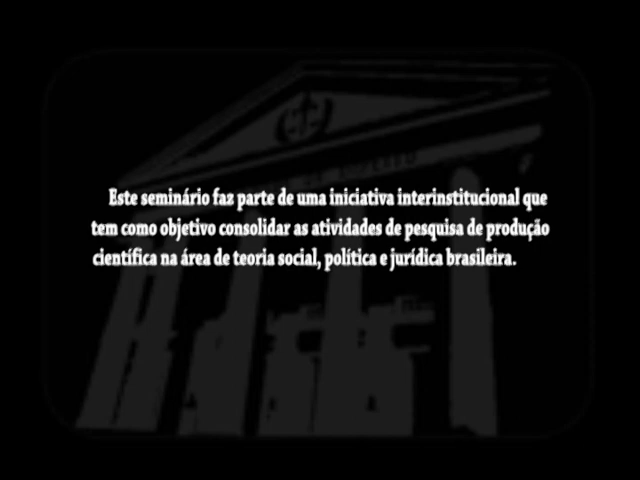 Este seminário faz parte de uma iniciativa interinstitucional que
tem como objetivo consolidar as atividades de pesquisa de produção
científica na área de teoria social, política e jurídica brasileira.